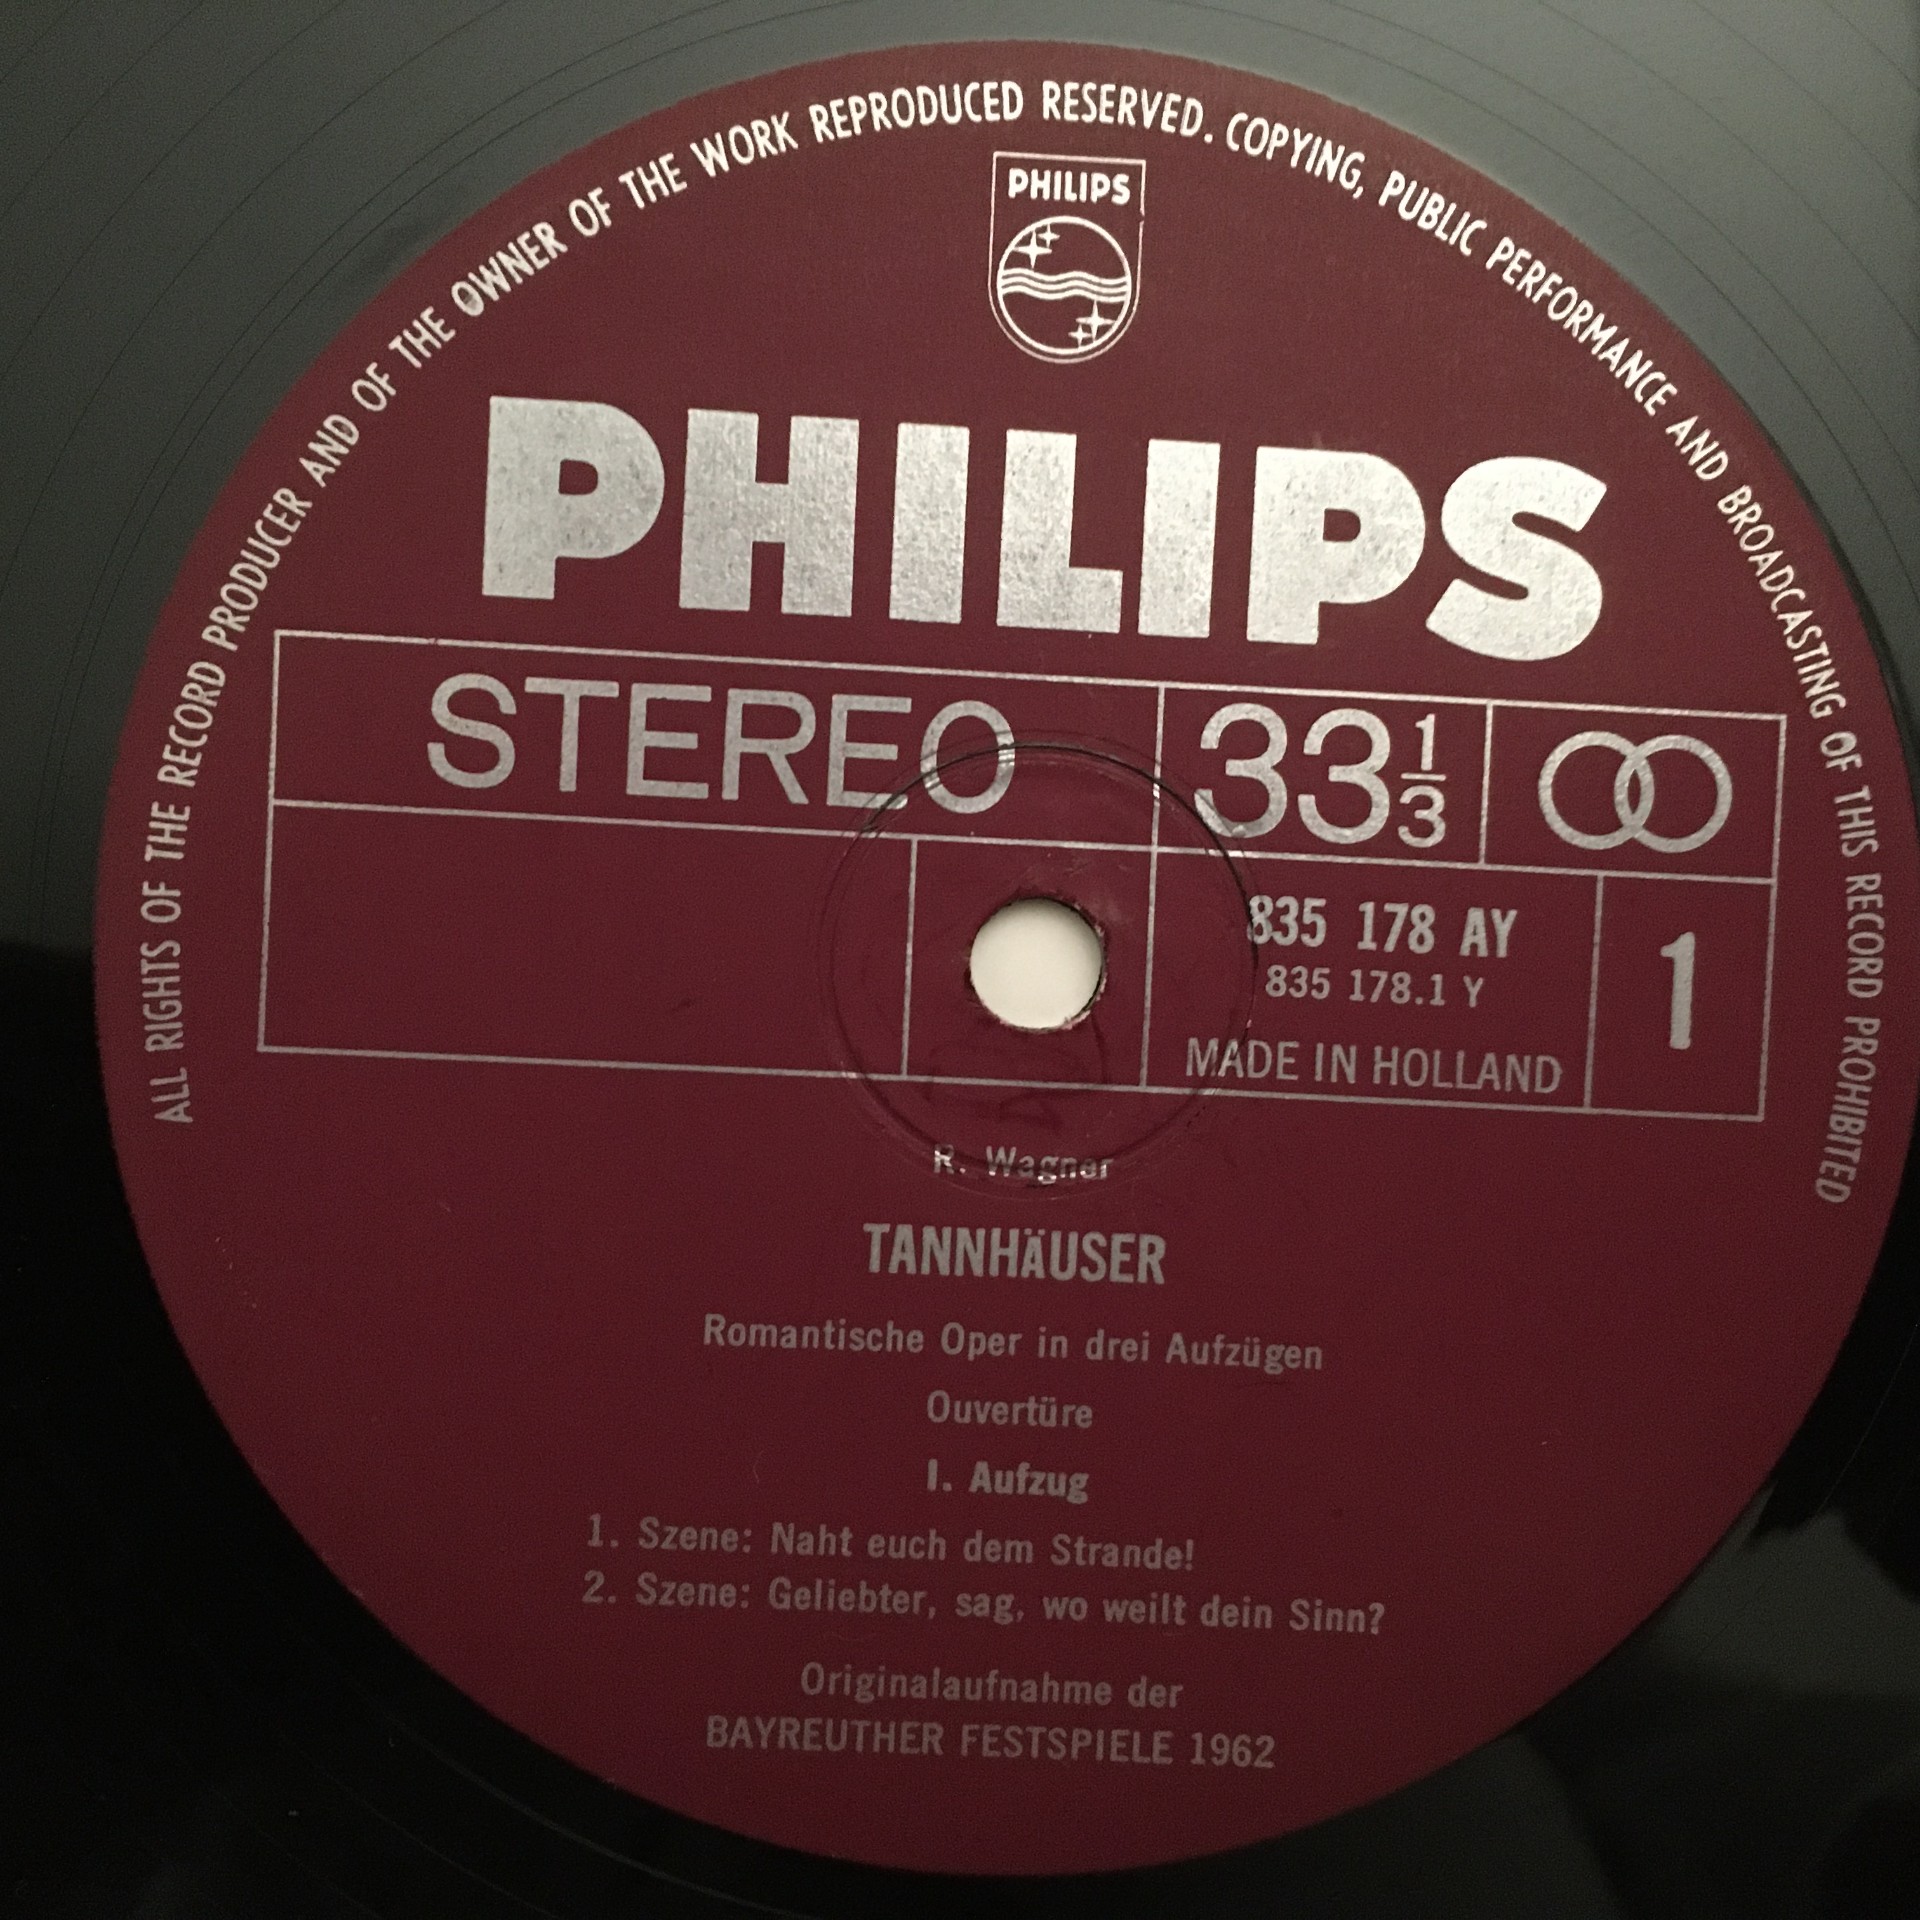 ALL RIGHTS OF THE RECORD PRODUCER AND OF THE OWNER OF THE WORK REPRODUCED RESERVED. COPYING, PUBLIC PERFORMANCE AND BROADCASTING OF THIS RECORD PROHIBITED
PHILIPS
PHILIPS
STEREO 33 1/3
835 178 AY
835 178.1 Y
1
MADE IN HOLLAND
R. Wagner
TANNHÄUSER
Romantische Oper in drei Aufzügen
Ouvertüre
I. Aufzug
1. Szene: Naht euch dem Strande!
2. Szene: Geliebter, sag, wo weilt dein Sinn?
Originalaufnahme der
BAYREUTHER FESTSPIELE 1962